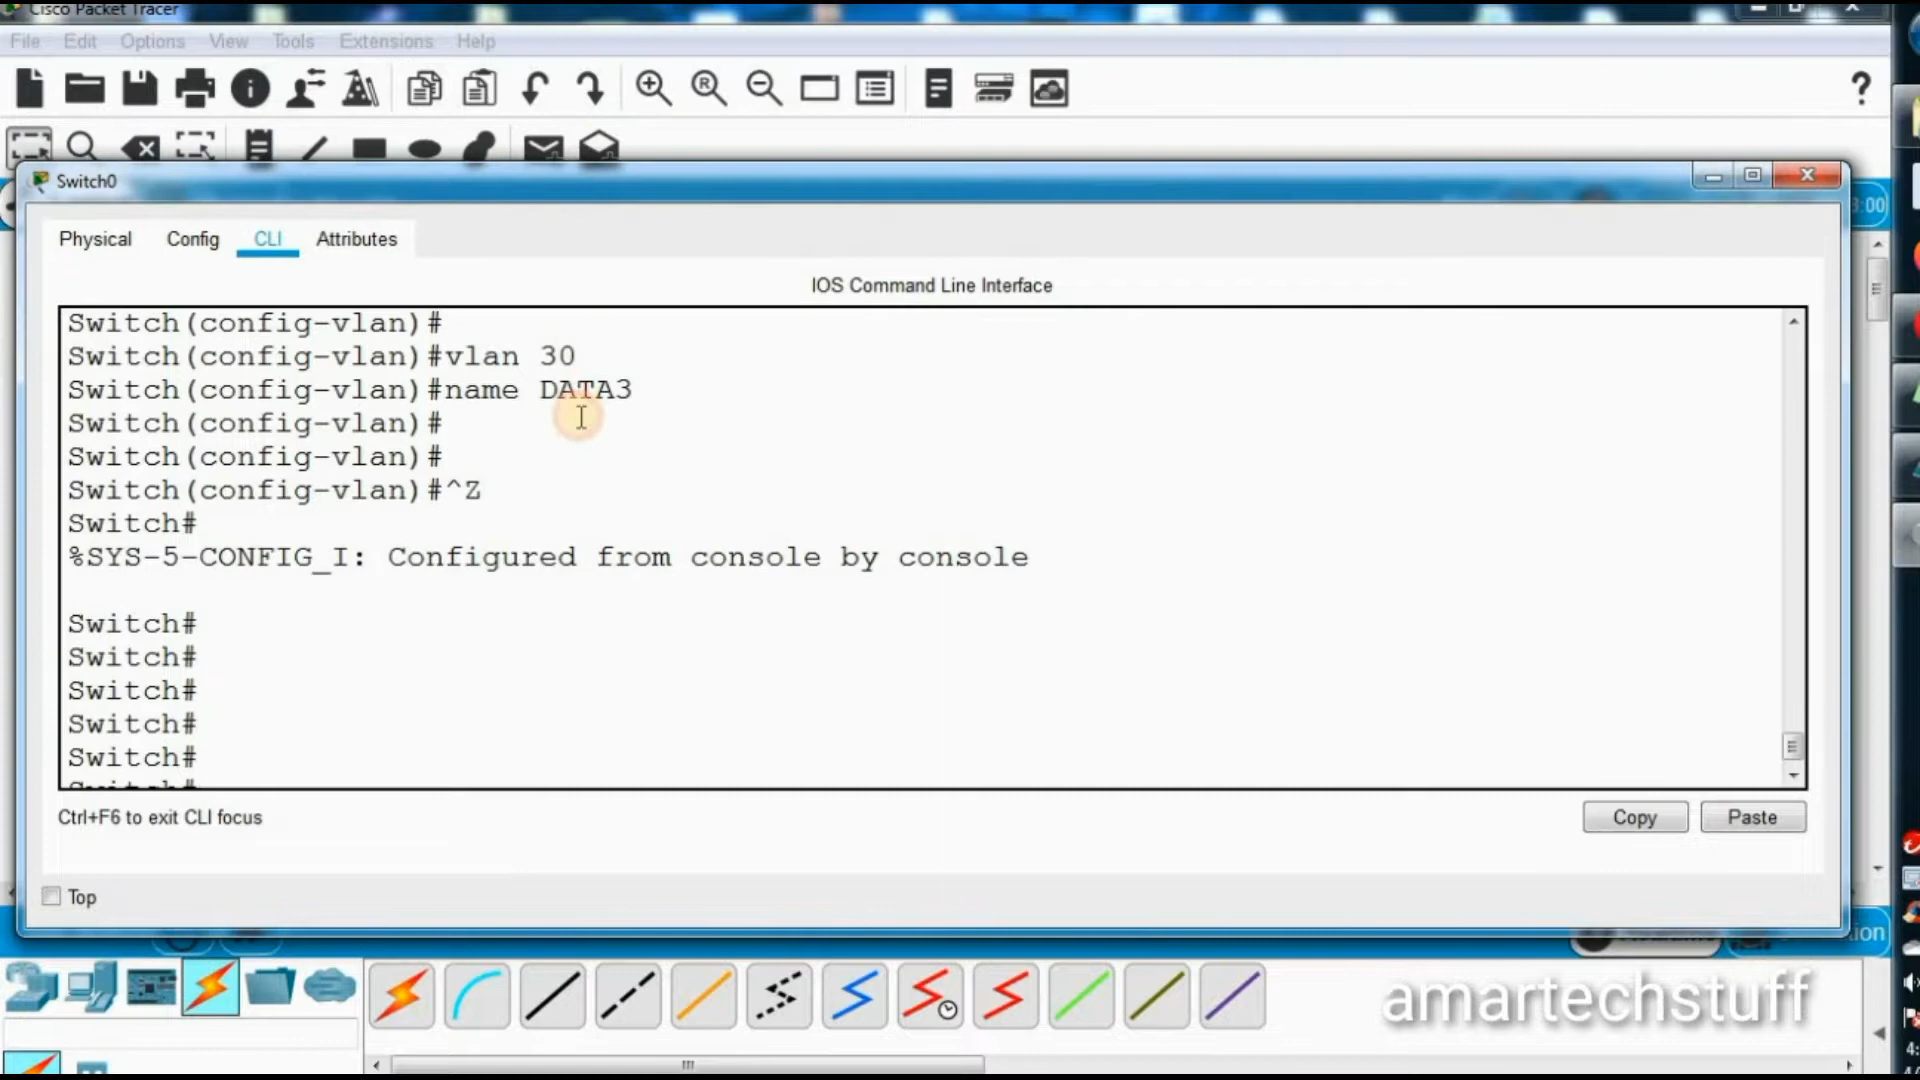 Cisco Packet Tracer
File Edit Options View Tools Extensions Help
Switch0
Physical Config CLI Attributes
IOS Command Line Interface
Switch(config-vlan)#
Switch(config-vlan)#vlan 30
Switch(config-vlan)#name DATA3
Switch(config-vlan)#
Switch(config-vlan)#
Switch(config-vlan)#^Z
Switch#
%SYS-5-CONFIG_I: Configured from console by console
Switch#
Switch#
Switch#
Switch#
Switch#
Ctrl+F6 to exit CLI focus
Copy Paste
Top
amartechstuff